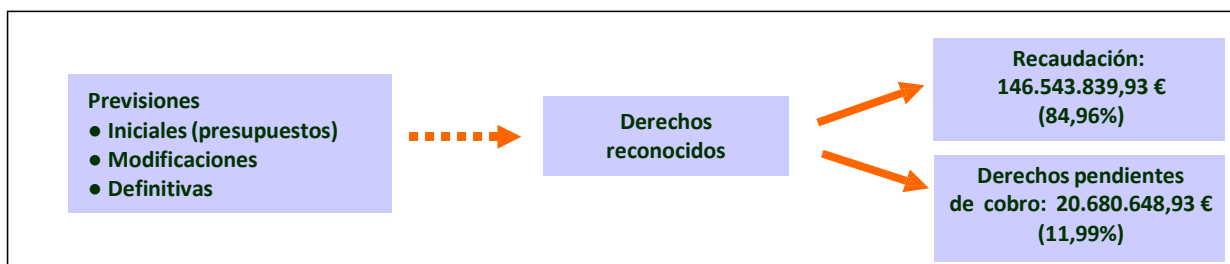 Previsiones
● Iniciales (presupuestos)
● Modificaciones
● Definitivas
Derechos
reconocidos
Recaudación:
146.543.839,93 €
(84,96%)
Derechos pendientes
de cobro: 20.680.648,93 €
(11,99%)